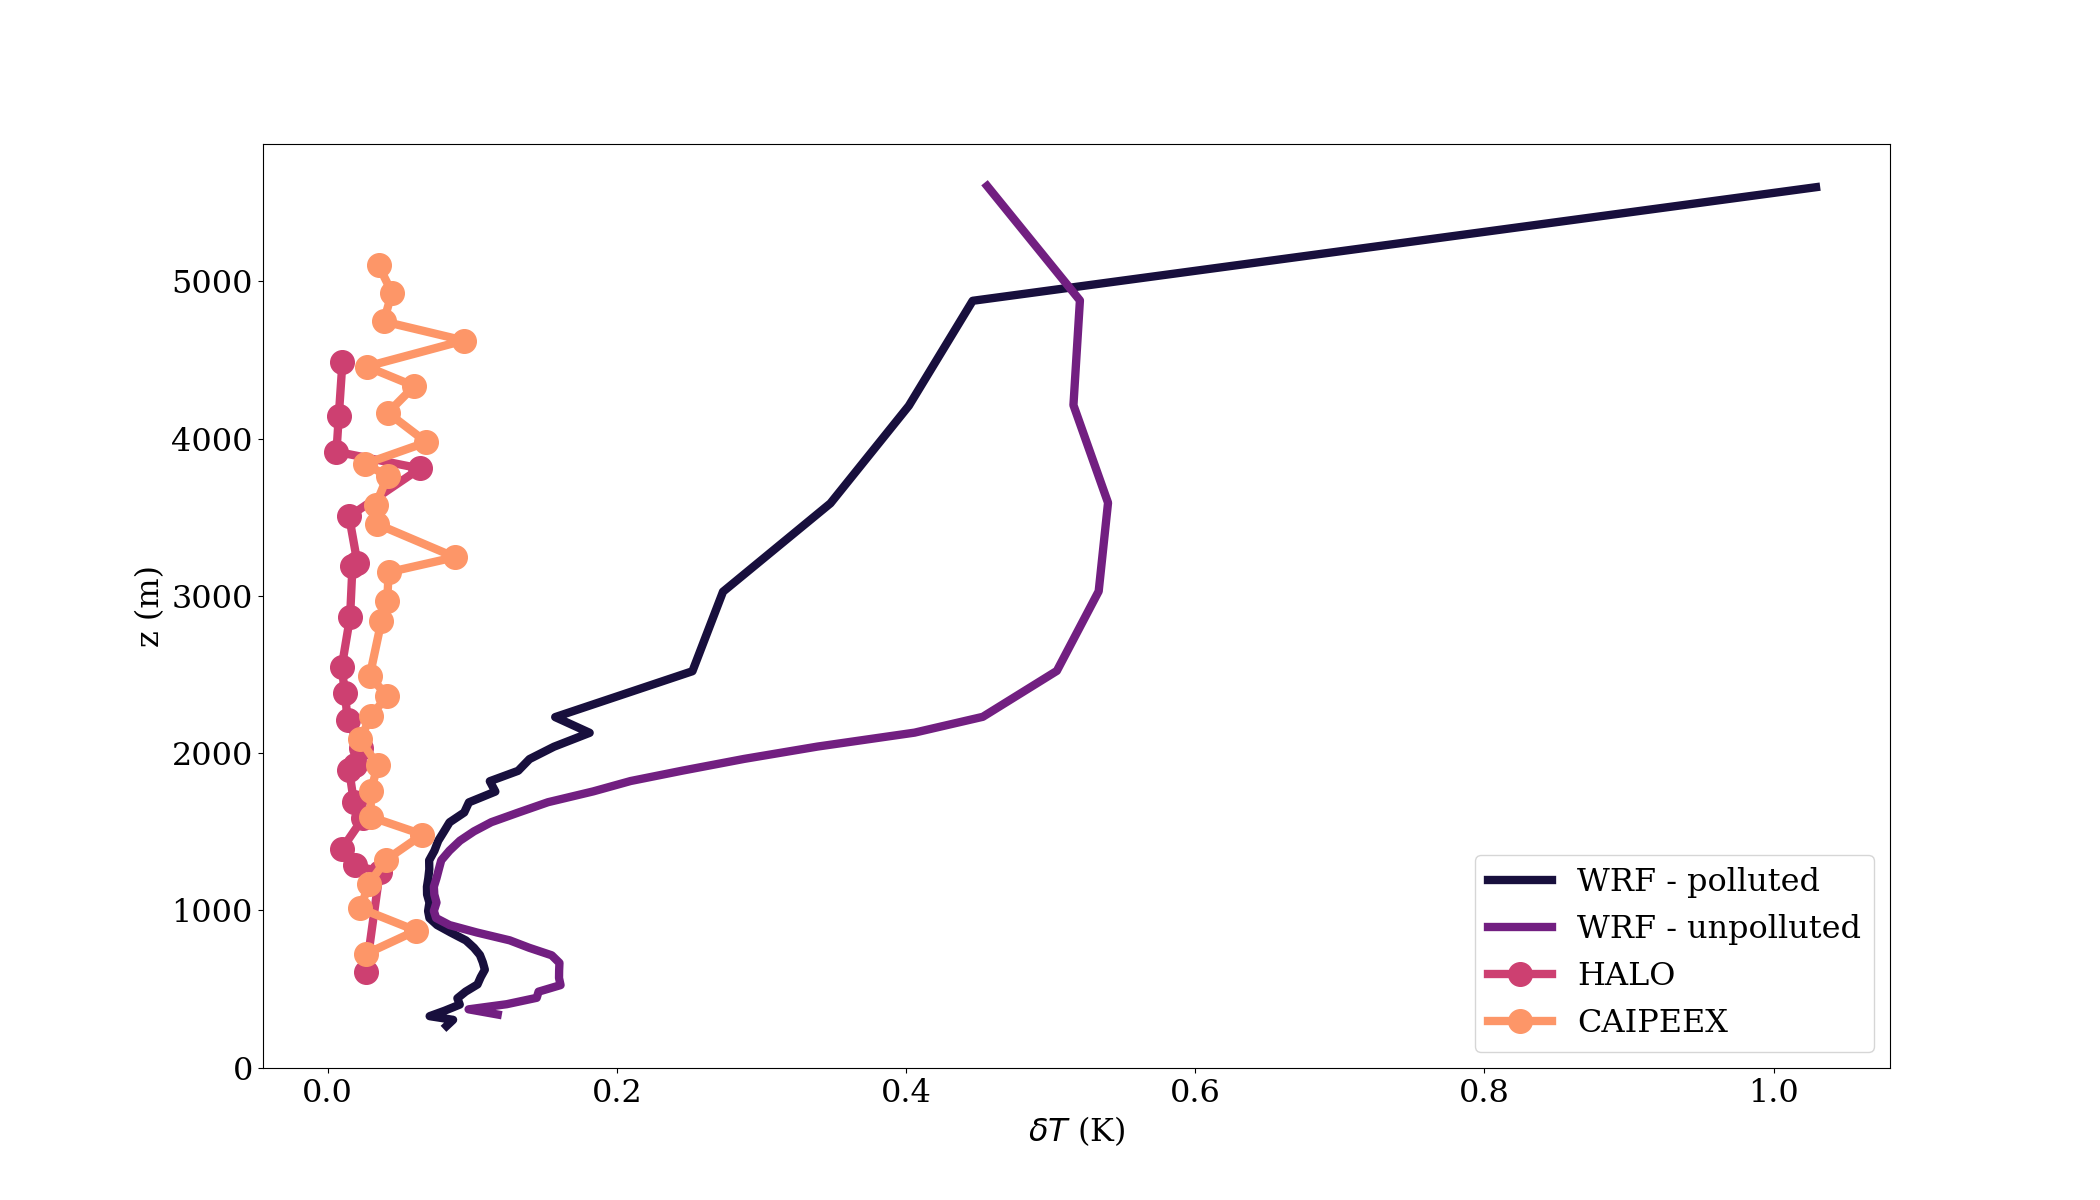 5000
4000
3000
2000
1000
0
z (m)
0.0 0.2 0.4 0.6 0.8 1.0
δT (K)
WRF - polluted
WRF - unpolluted
HALO
CAIPEEX